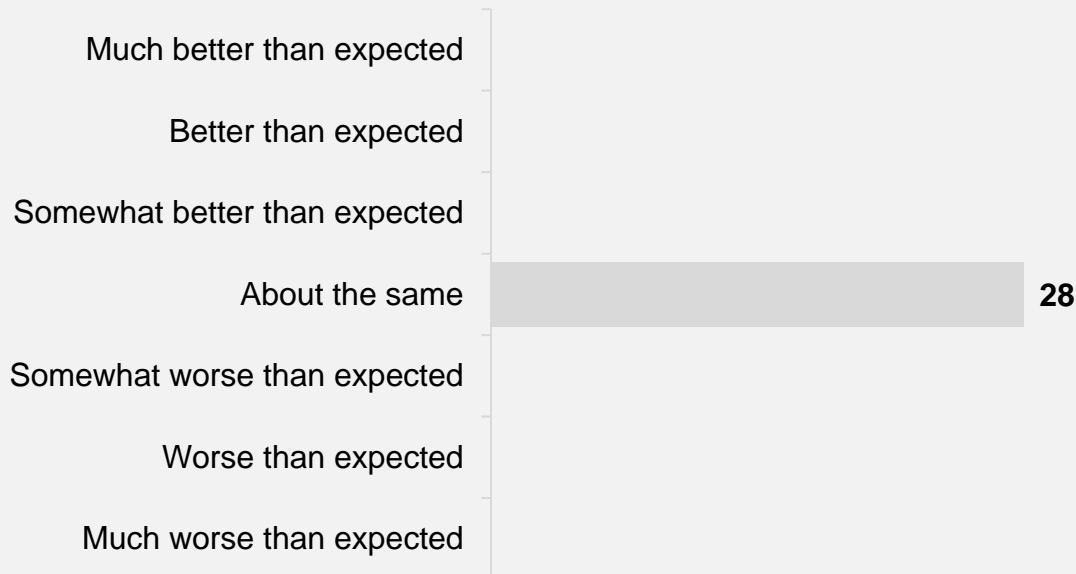 Much better than expected
Better than expected
Somewhat better than expected
About the same 28
Somewhat worse than expected
Worse than expected
Much worse than expected